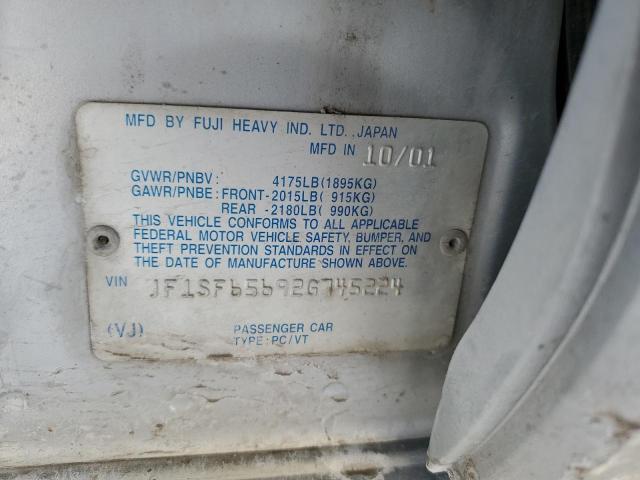 MFD BY FUJI HEAVY IND. LTD., JAPAN
MFD IN 10/01
GVWR/PNBV: 4175LB(1895KG)
GAWR/PNBE: FRONT-2015LB( 915KG)
REAR -2180LB( 990KG)
THIS VEHICLE CONFORMS TO ALL APPLICABLE
FEDERAL MOTOR VEHICLE SAFETY, BUMPER, AND
THEFT PREVENTION STANDARDS IN EFFECT ON
THE DATE OF MANUFACTURE SHOWN ABOVE.
VIN JF1SF65692G745224
(VJ) PASSENGER CAR
TYPE:PC/VT